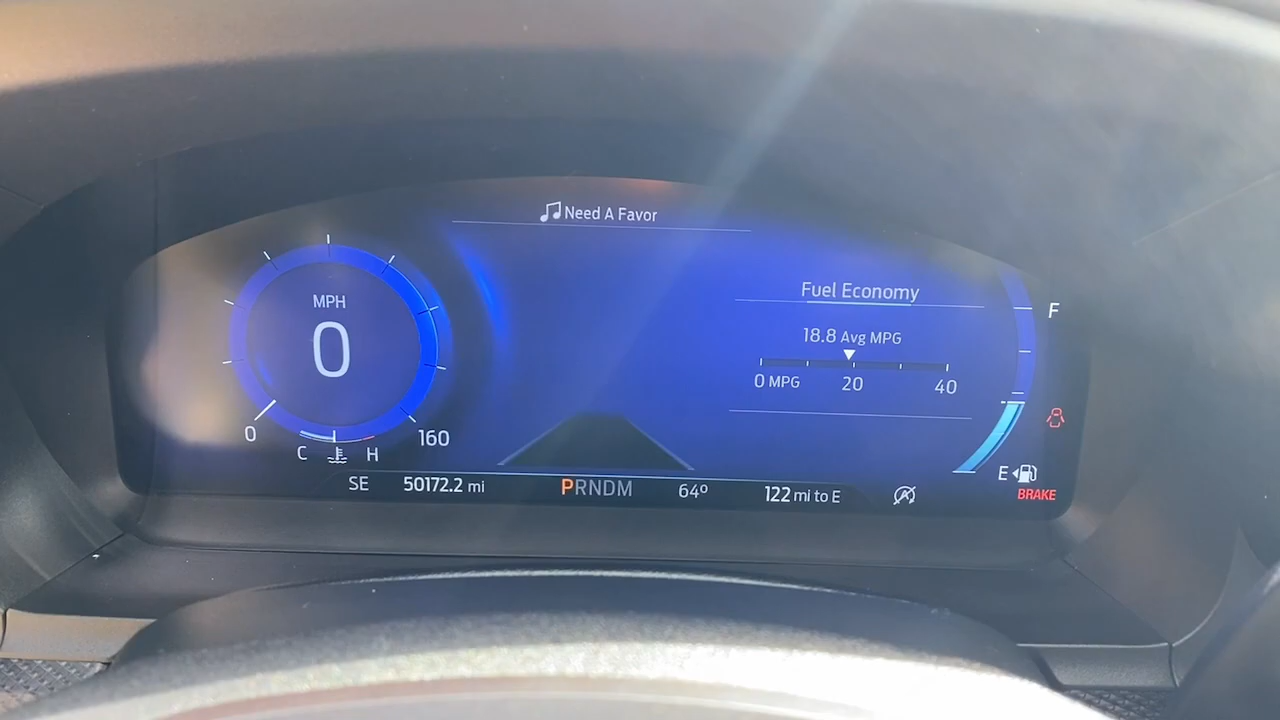 Need A Favor
MPH
0
0
160
C
H
Fuel Economy
18.8 Avg MPG
0 MPG
20
40
F
E
BRAKE
SE
50172.2 mi
PRNDM
64º
122 mi to E
A